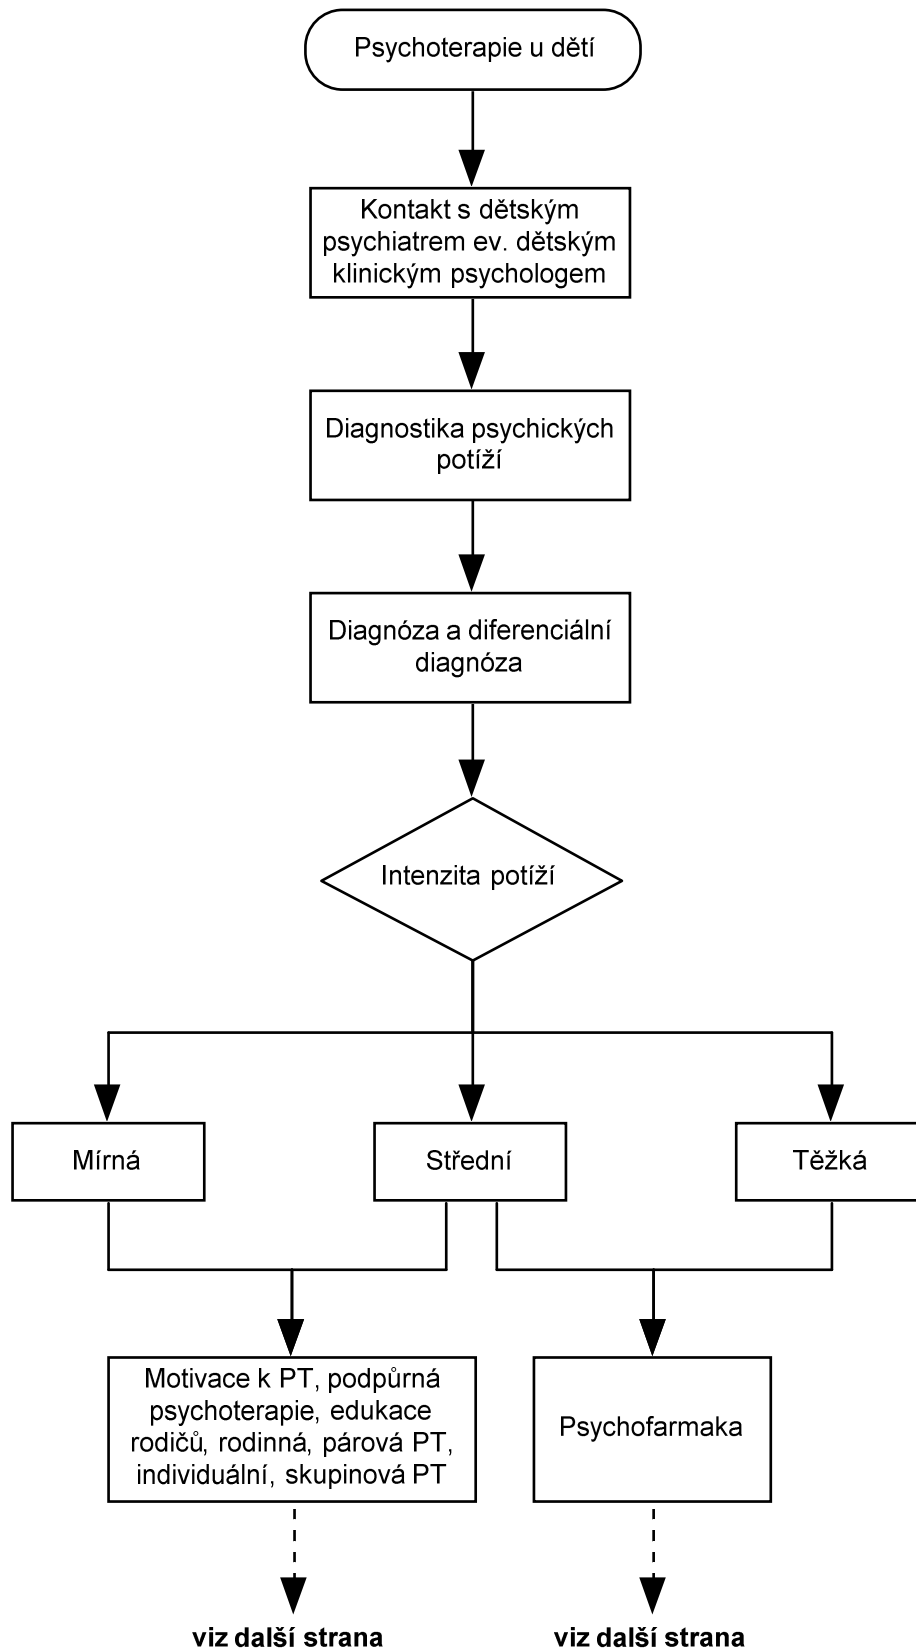 Psychoterapie u dětí
Kontakt s dětským
psychiatrem ev. dětským
klinickým psychologem
Diagnostika psychických
potíží
Diagnóza a diferenciální
diagnóza
Intenzita potíží
Mírná
Střední
Těžká
Motivace k PT, podpůrná
psychoterapie, edukace
rodičů, rodinná, párová PT,
individuální, skupinová PT
Psychofarmaka
viz další strana
viz další strana